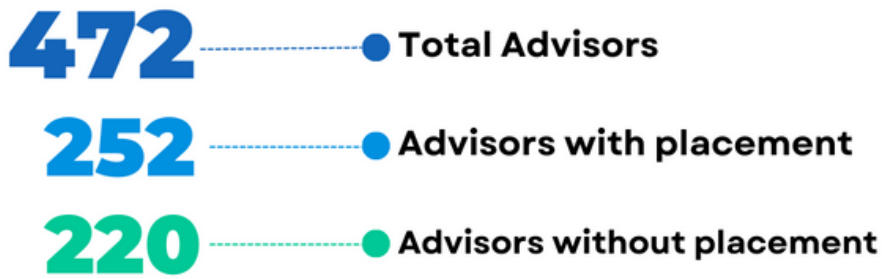 472 Total Advisors
252 Advisors with placement
220 Advisors without placement